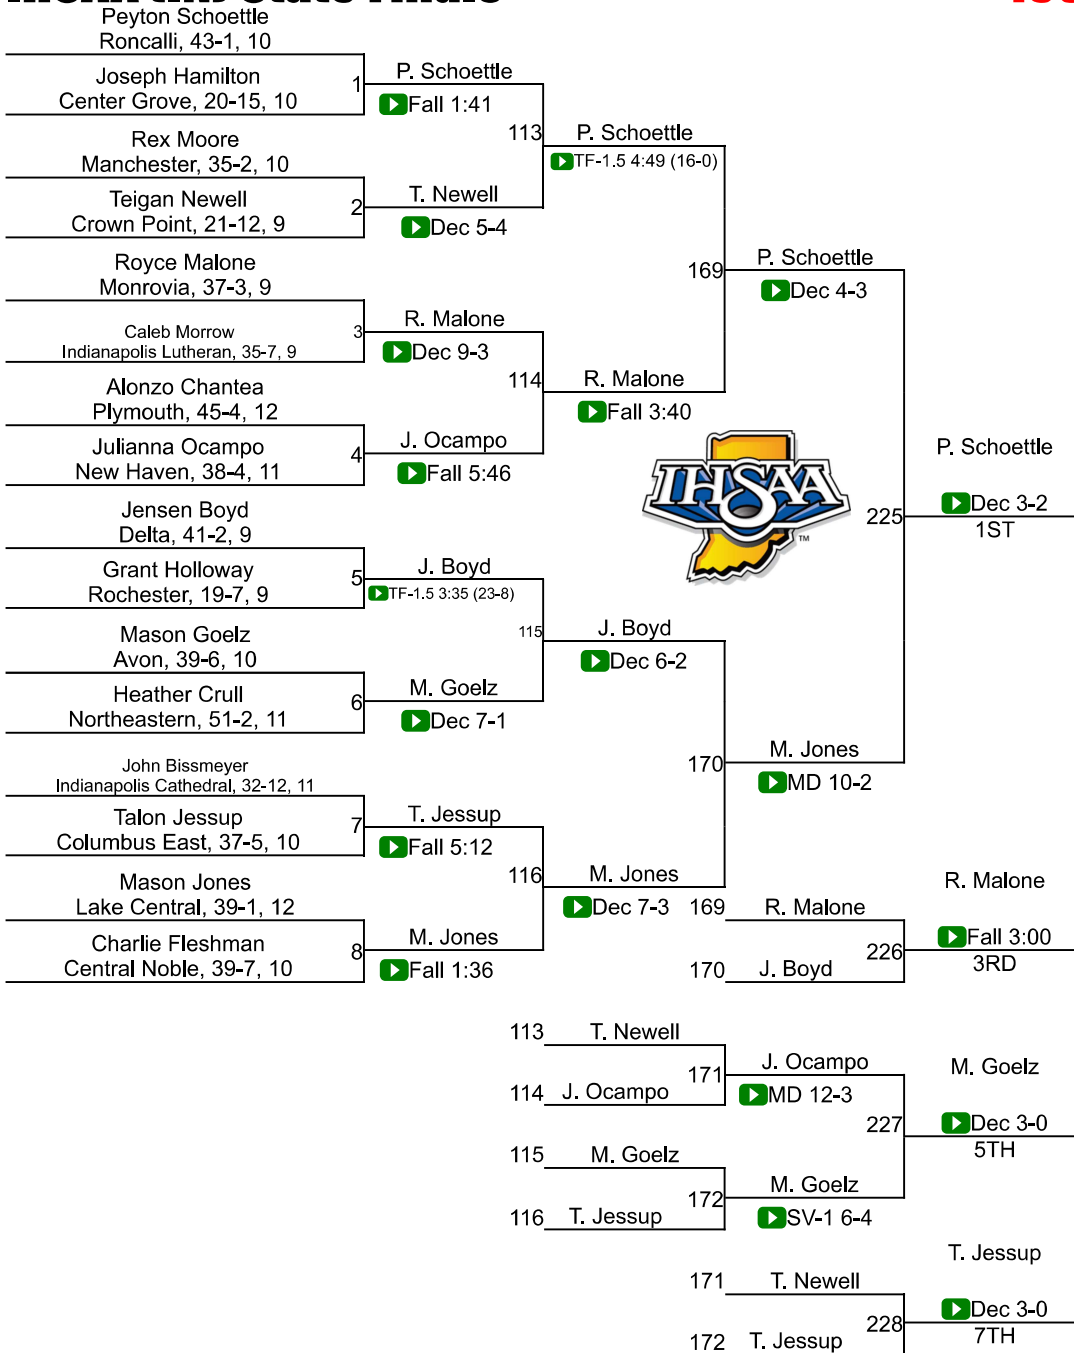 Peyton Schoettle
Roncalli, 43-1, 10
Joseph Hamilton
Center Grove, 20-15, 10
1
P. Schoettle
Fall 1:41
Rex Moore
Manchester, 35-2, 10
Teigan Newell
Crown Point, 21-12, 9
2
T. Newell
Dec 5-4
113
P. Schoettle
TF-1.5 4:49 (16-0)
Royce Malone
Monrovia, 37-3, 9
Caleb Morrow
Indianapolis Lutheran, 35-7, 9
3
R. Malone
Dec 9-3
Alonzo Chantea
Plymouth, 45-4, 12
Julianna Ocampo
New Haven, 38-4, 11
4
J. Ocampo
Fall 5:46
114
R. Malone
Fall 3:40
169
P. Schoettle
Dec 4-3
Jensen Boyd
Delta, 41-2, 9
Grant Holloway
Rochester, 19-7, 9
5
J. Boyd
TF-1.5 3:35 (23-8)
Mason Goelz
Avon, 39-6, 10
Heather Crull
Northeastern, 51-2, 11
6
M. Goelz
Dec 7-1
115
J. Boyd
Dec 6-2
John Bissmeyer
Indianapolis Cathedral, 32-12, 11
Talon Jessup
Columbus East, 37-5, 10
7
T. Jessup
Fall 5:12
Mason Jones
Lake Central, 39-1, 12
Charlie Fleshman
Central Noble, 39-7, 10
8
M. Jones
Fall 1:36
116
M. Jones
Dec 7-3
170
M. Jones
MD 10-2
IHSAA
TM
225
P. Schoettle
Dec 3-2
1ST
169
R. Malone
170
J. Boyd
226
R. Malone
Fall 3:00
3RD
113
T. Newell
114
J. Ocampo
171
J. Ocampo
MD 12-3
115
M. Goelz
116
T. Jessup
172
M. Goelz
SV-1 6-4
227
M. Goelz
Dec 3-0
5TH
171
T. Newell
172
T. Jessup
228
T. Jessup
Dec 3-0
7TH